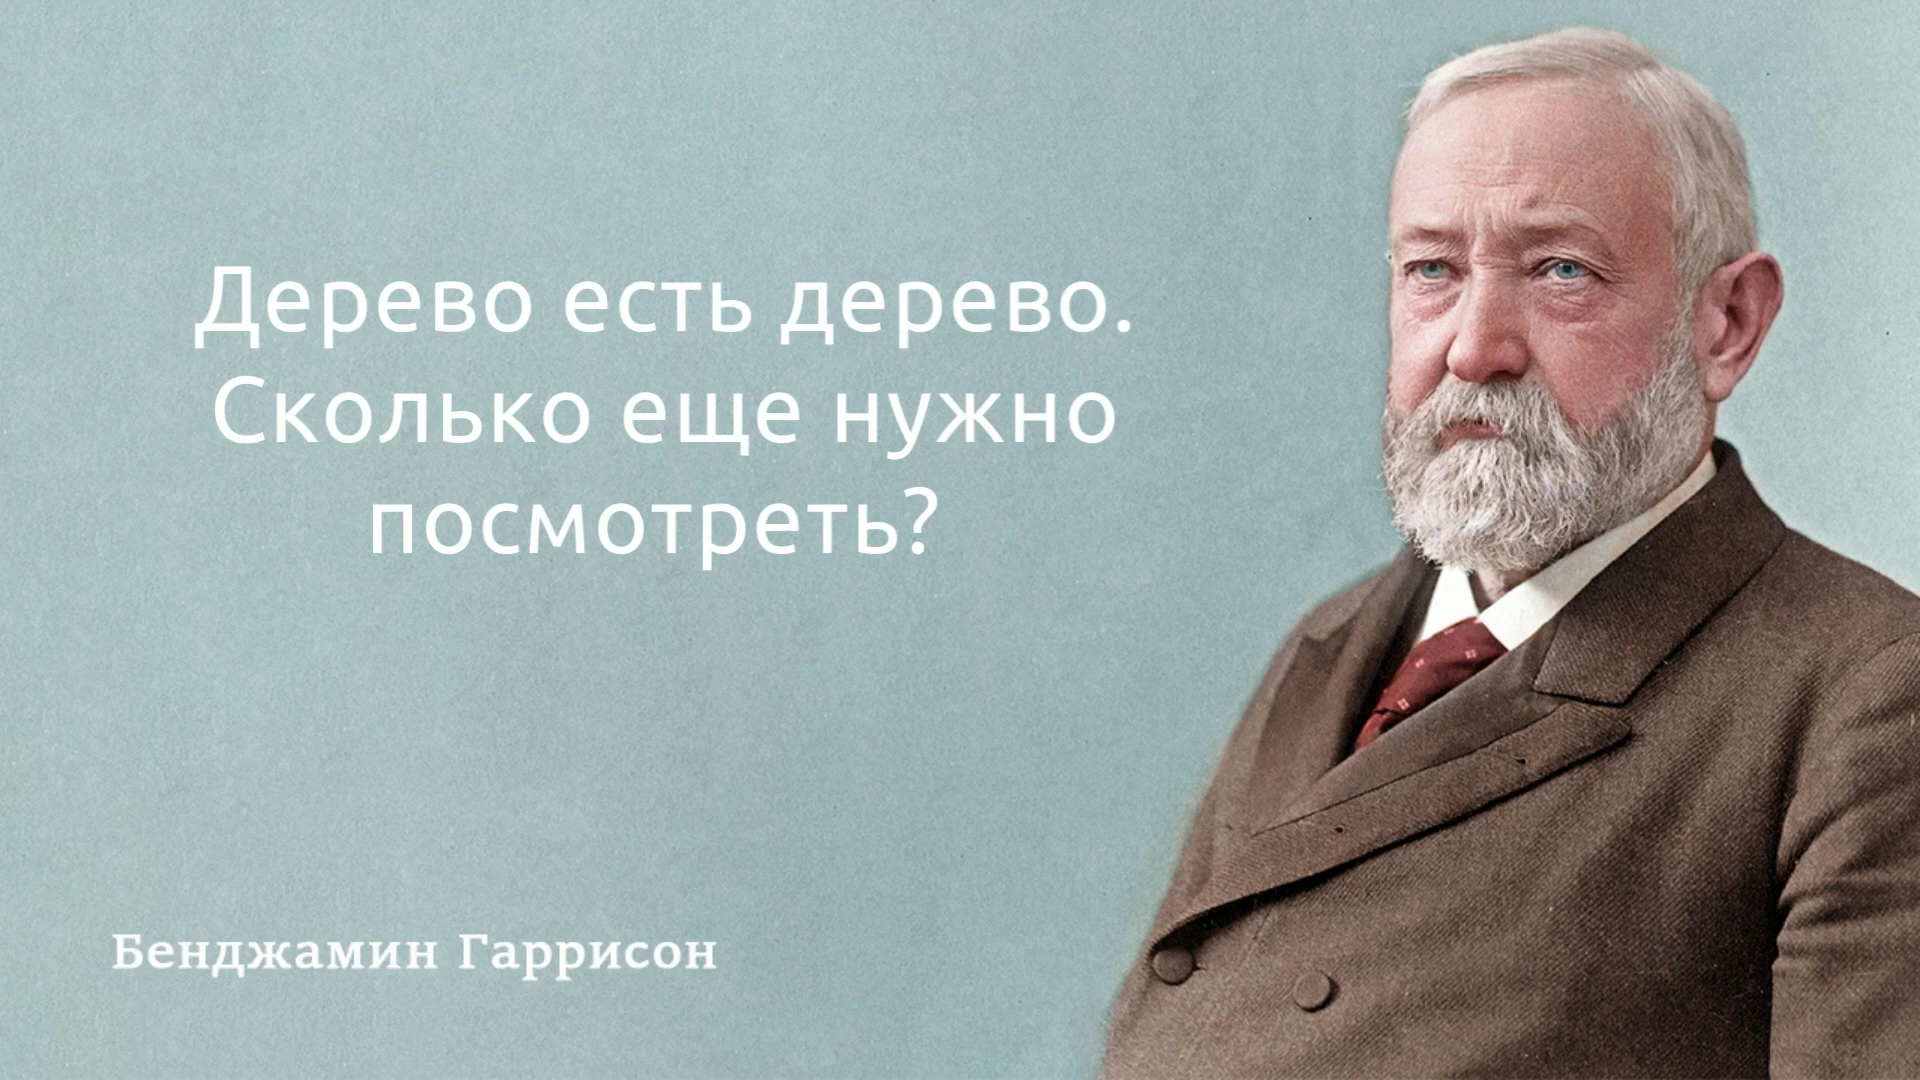 Дерево есть дерево.
Сколько еще нужно
посмотреть?
Бенджамин Гаррисон